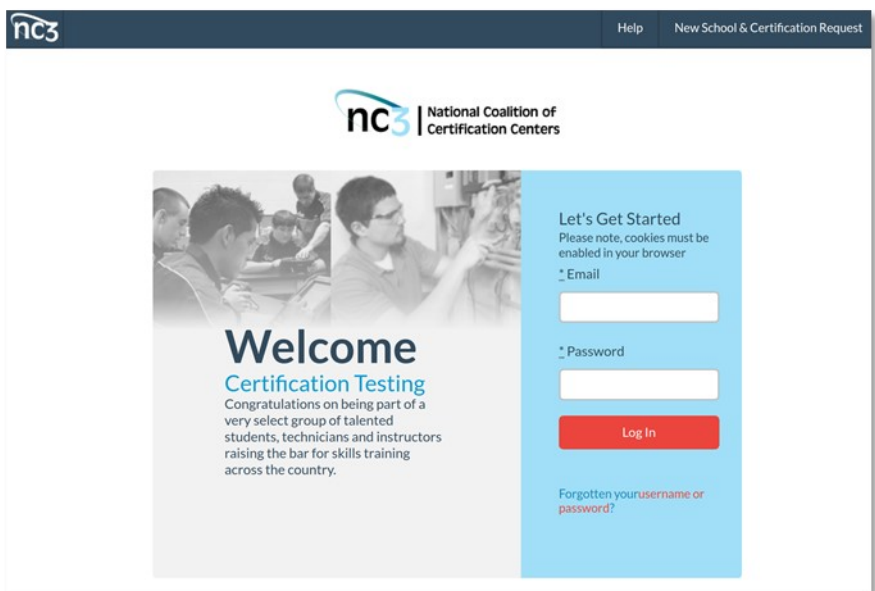 nc3
Help
New School & Certification Request
nc3 | National Coalition of
Certification Centers
Let's Get Started
Please note, cookies must be
enabled in your browser
* Email
* Password
Log In
Forgotten yourusername or
password?
Welcome
Certification Testing
Congratulations on being part of a
very select group of talented
students, technicians and instructors
raising the bar for skills training
across the country.